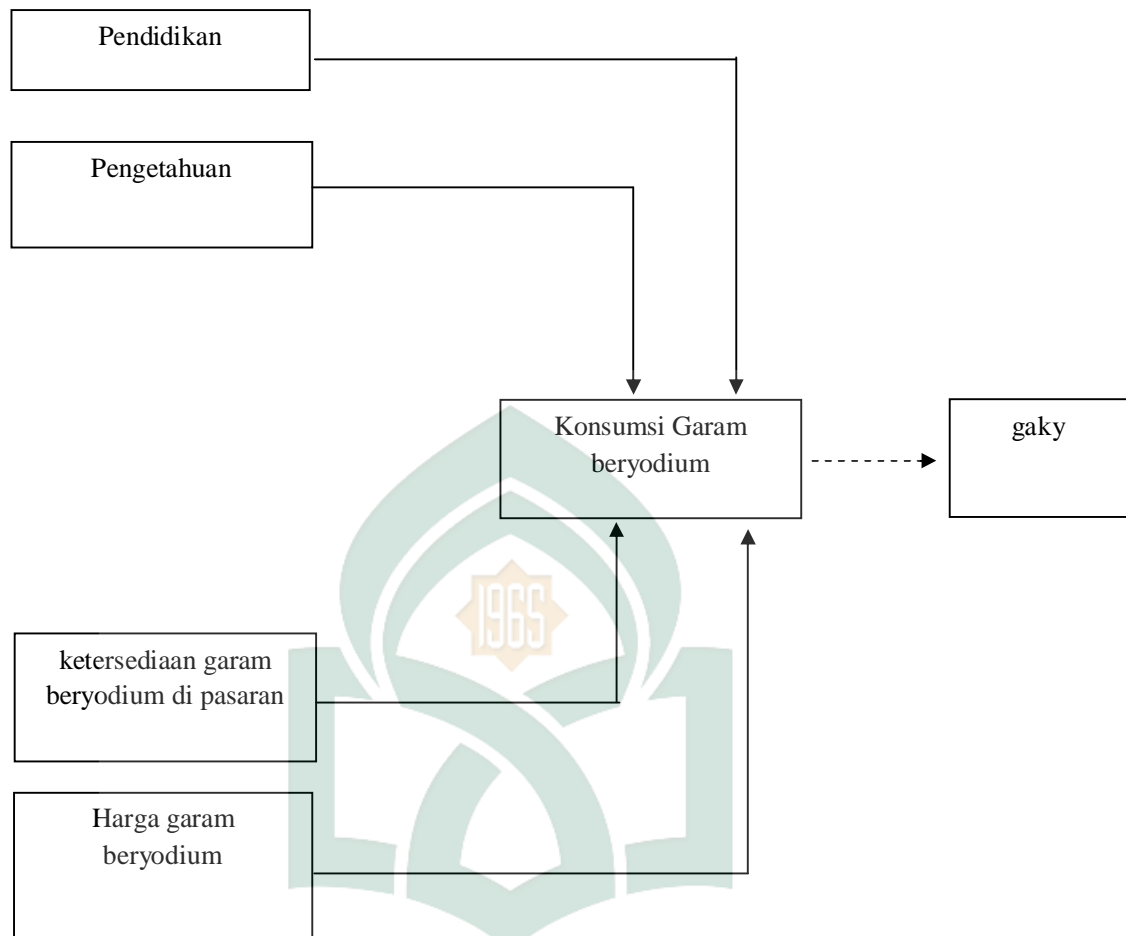 Pendidikan
Pengetahuan
Konsumsi Garam
beryodium
gaky
1965
ketersediaan garam
beryodium di pasaran
Harga garam
beryodium